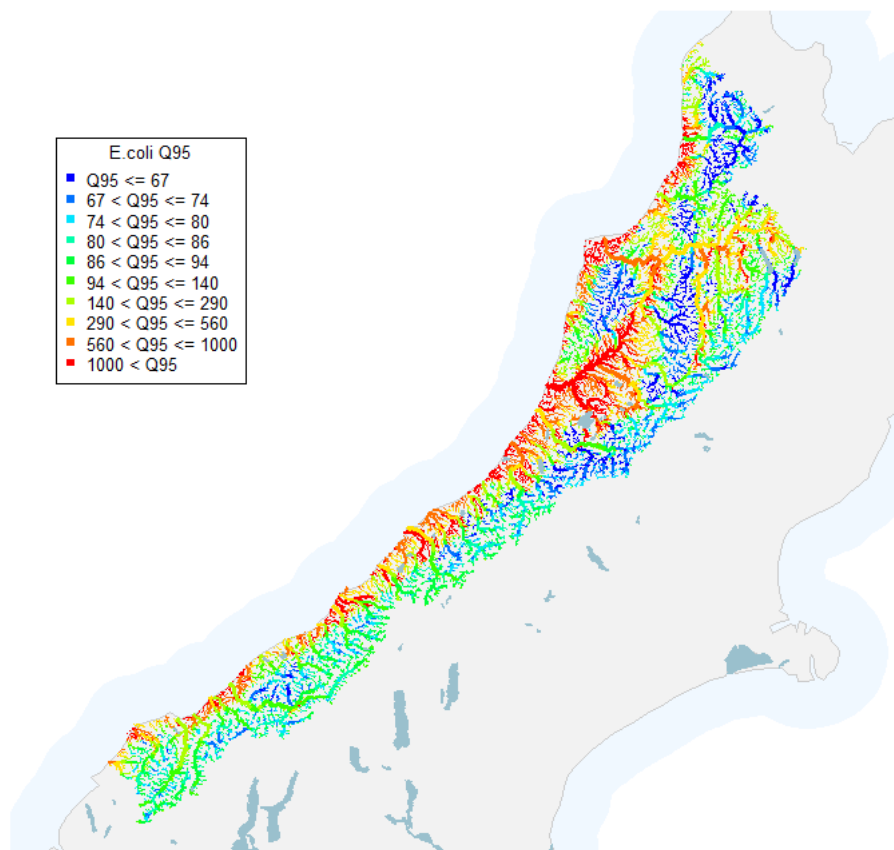 E.coli Q95
Q95 <= 67
67 < Q95 <= 74
74 < Q95 <= 80
80 < Q95 <= 86
86 < Q95 <= 94
94 < Q95 <= 140
140 < Q95 <= 290
290 < Q95 <= 560
560 < Q95 <= 1000
1000 < Q95